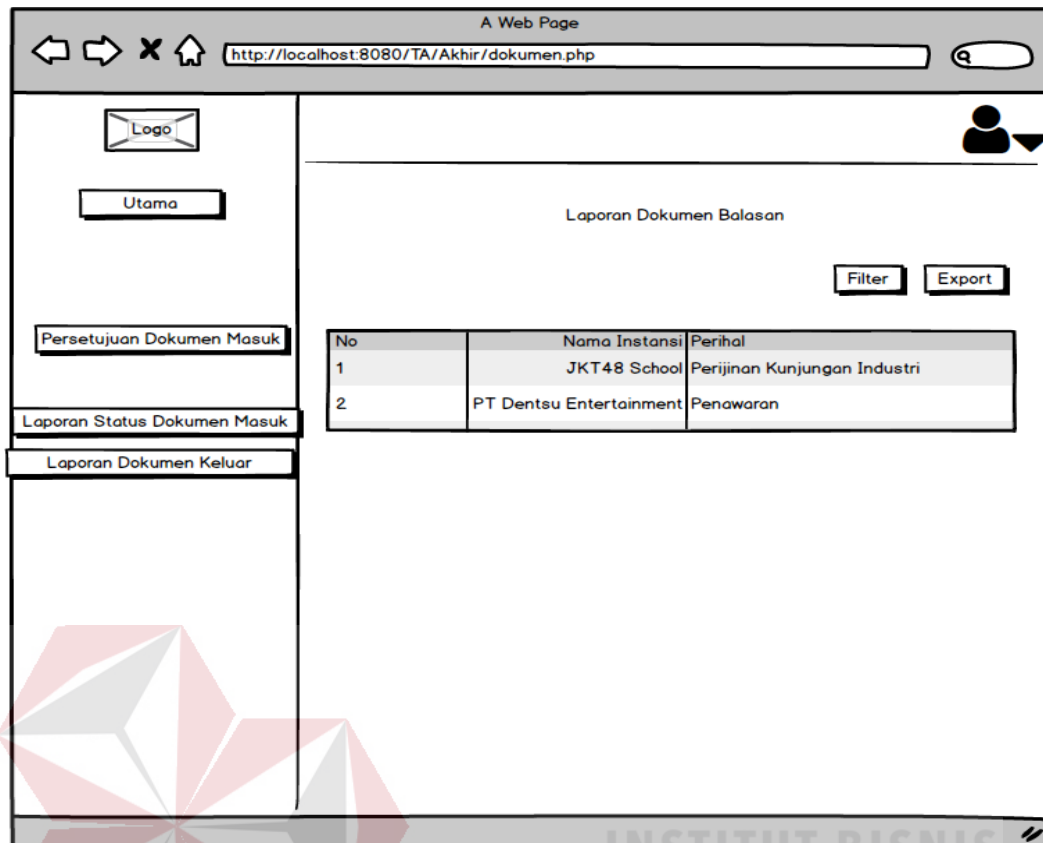 A Web Page
http://localhost:8080/TA/Akhir/dokumen.php
Logo
Utama
Persetujuan Dokumen Masuk
Laporan Status Dokumen Masuk
Laporan Dokumen Keluar
Laporan Dokumen Balasan
Filter Export
No Nama Instansi Perihal
1 JKT48 School Perijinan Kunjungan Industri
2 PT Dentsu Entertainment Penawaran
INSTITUT BISNIS